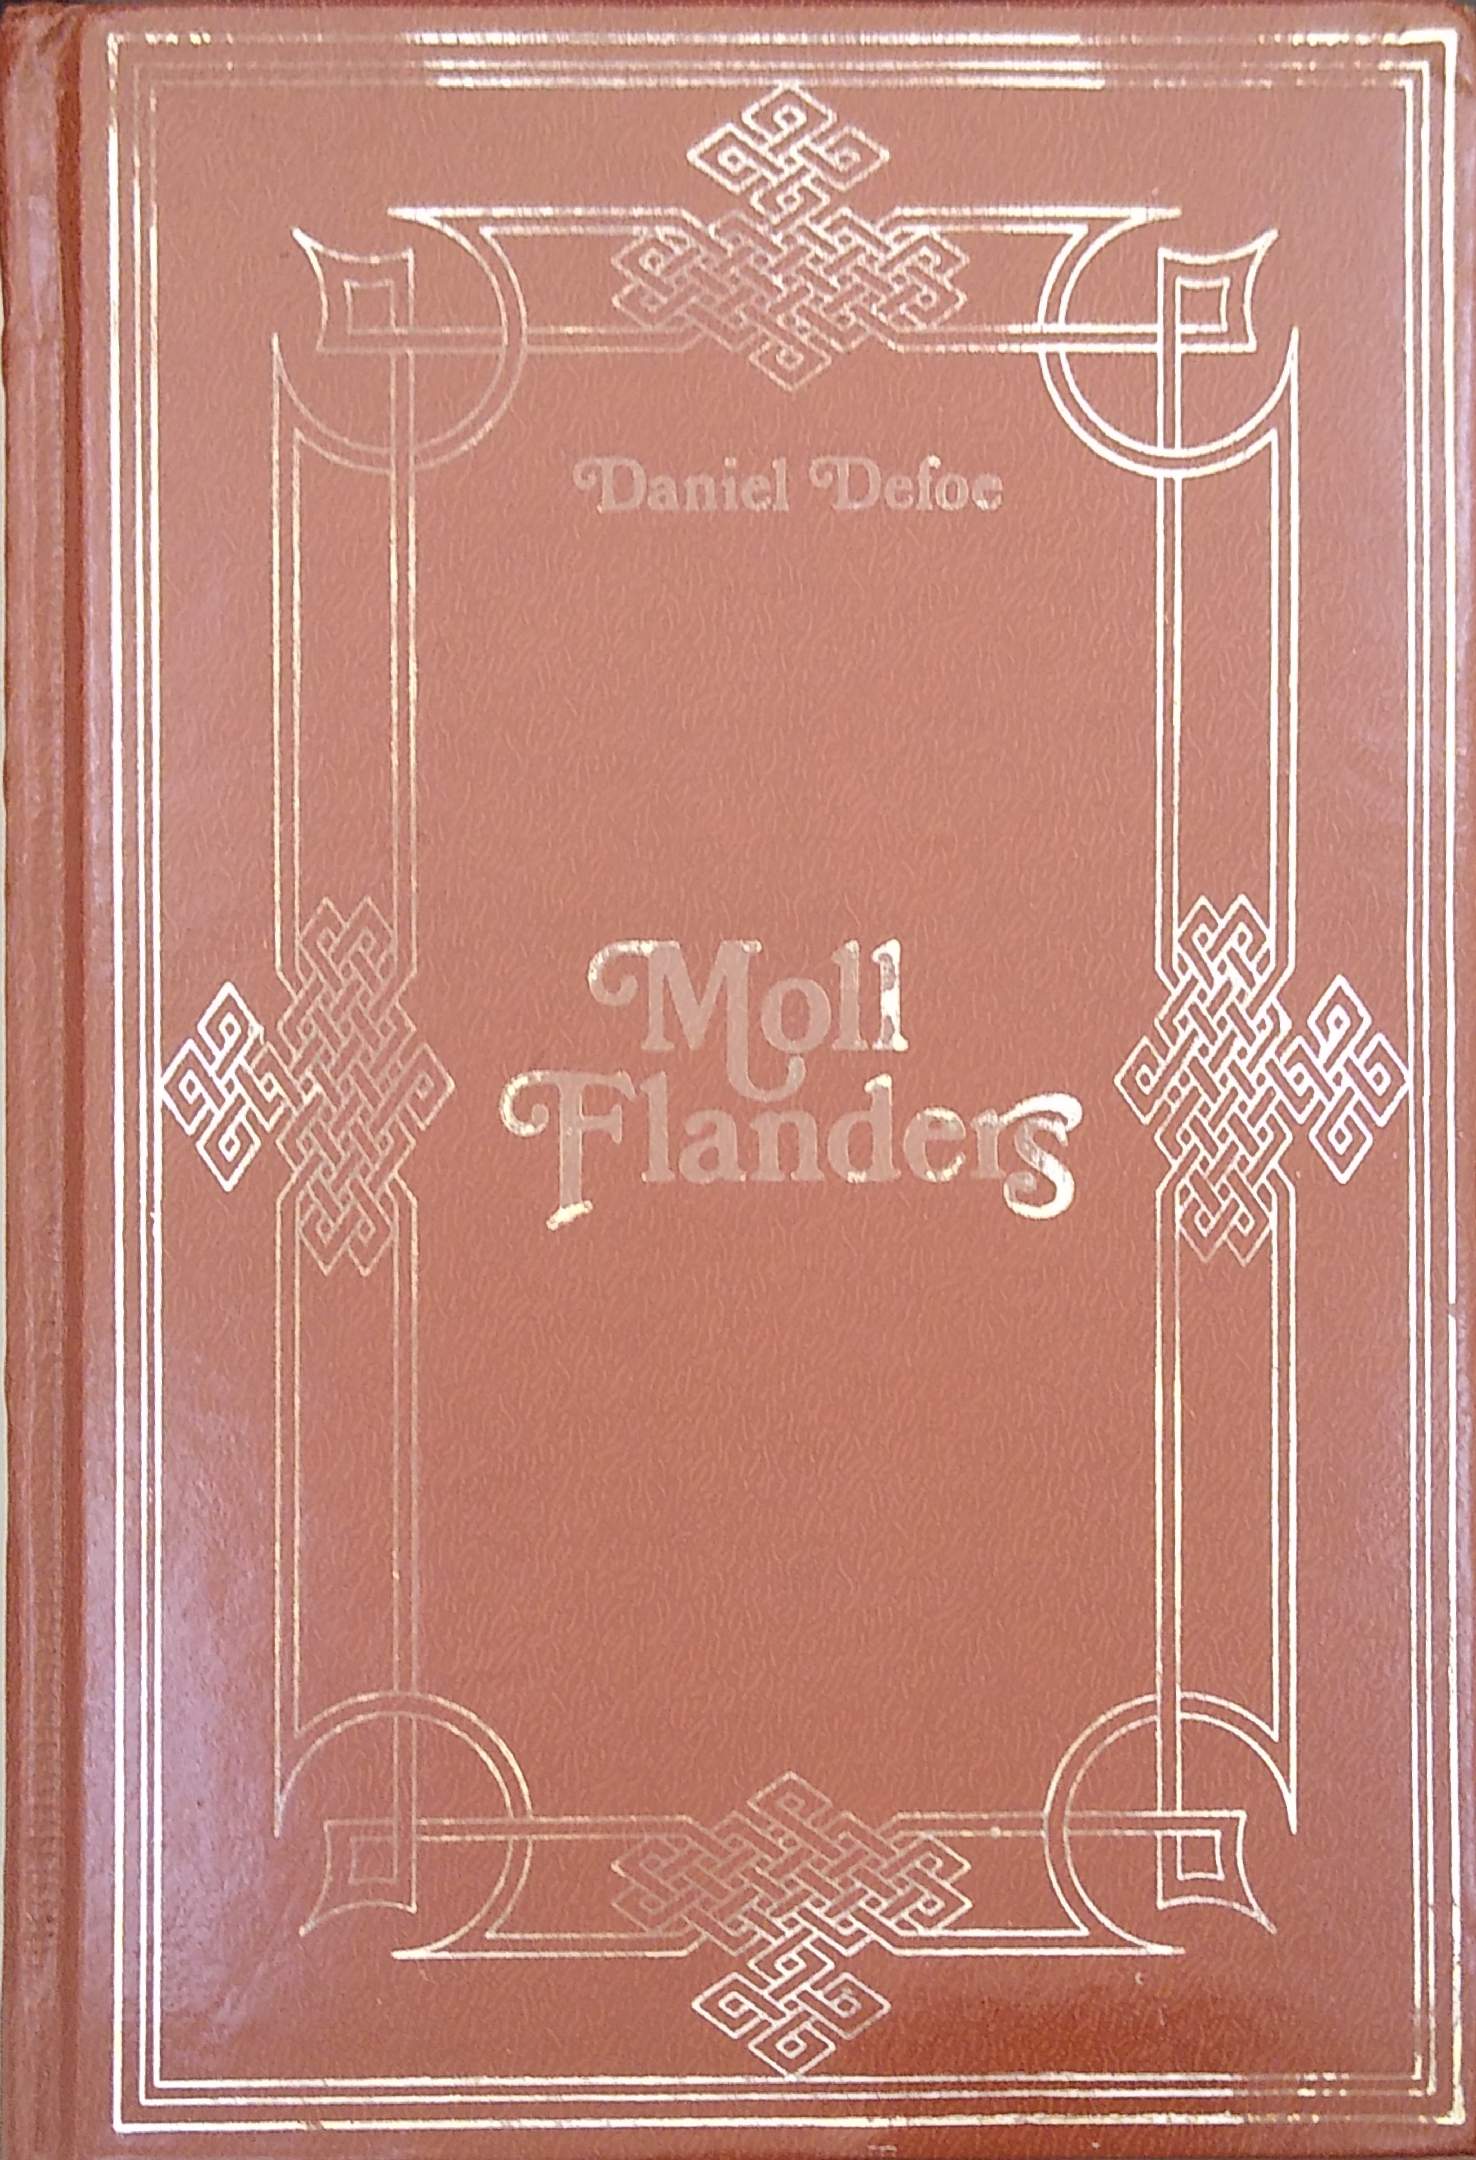 Daniel Defoe
Moll
Flanders